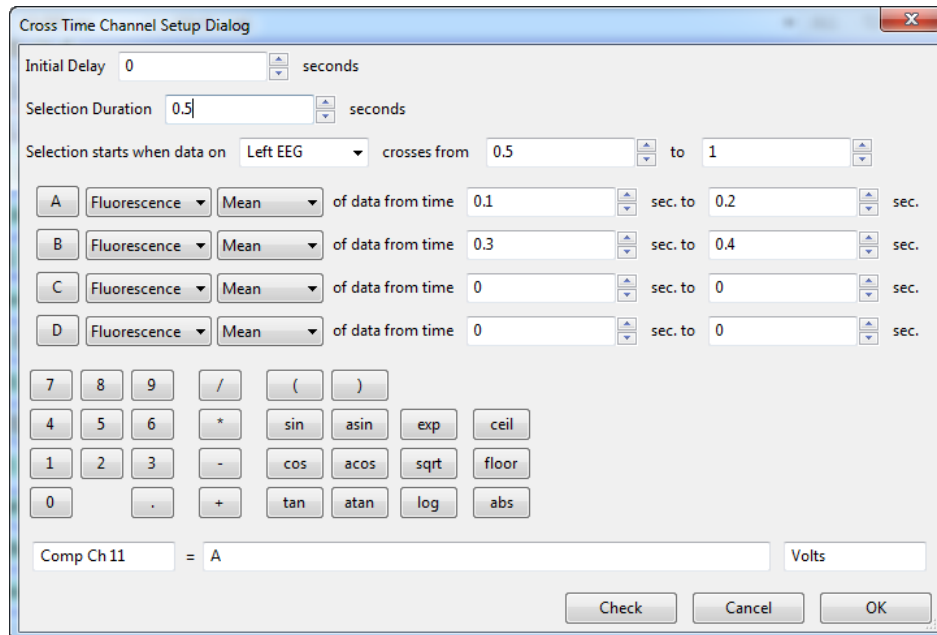 Cross Time Channel Setup Dialog
Initial Delay 0 seconds
Selection Duration 0.5 seconds
Selection starts when data on Left EEG crosses from 0.5 to 1
A Fluorescence Mean of data from time 0.1 sec. to 0.2 sec.
B Fluorescence Mean of data from time 0.3 sec. to 0.4 sec.
C Fluorescence Mean of data from time 0 sec. to 0 sec.
D Fluorescence Mean of data from time 0 sec. to 0 sec.
7 8 9 / ( )
4 5 6 * sin asin exp ceil
1 2 3 - cos acos sqrt floor
0 . + tan atan log abs
Comp Ch 11 = A Volts
Check Cancel OK